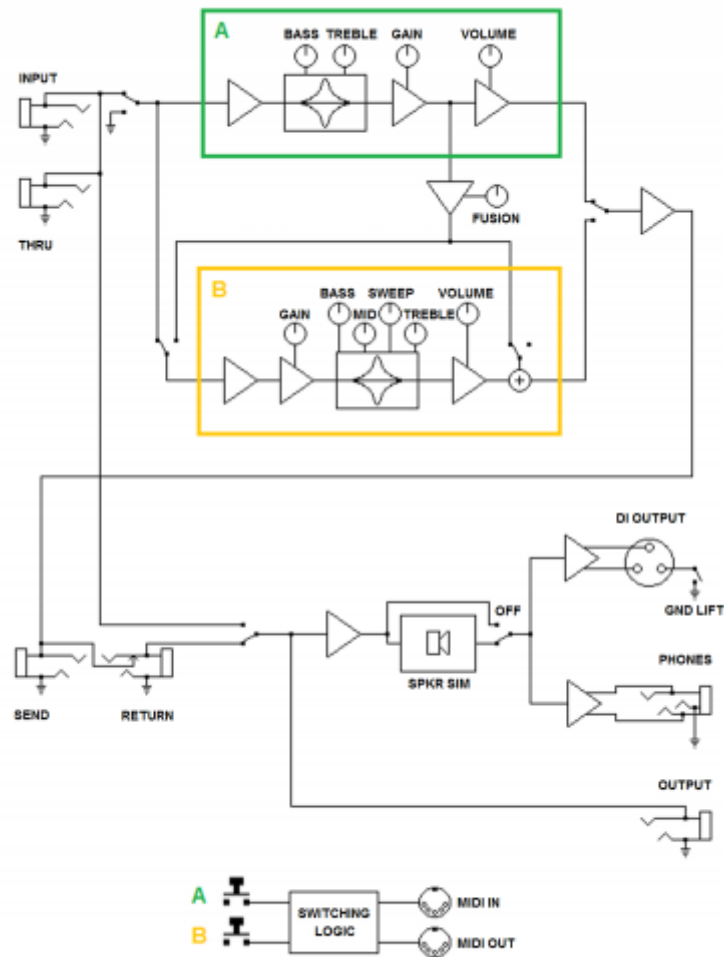 A
BASS TREBLE GAIN VOLUME
INPUT
THRU
FUSION
B
BASS SWEEP VOLUME
GAIN MID TREBLE
DI OUTPUT
OFF
GND LIFT
SPKR SIM
PHONES
SEND RETURN
OUTPUT
A
SWITCHING
LOGIC
MIDI IN
B
MIDI OUT